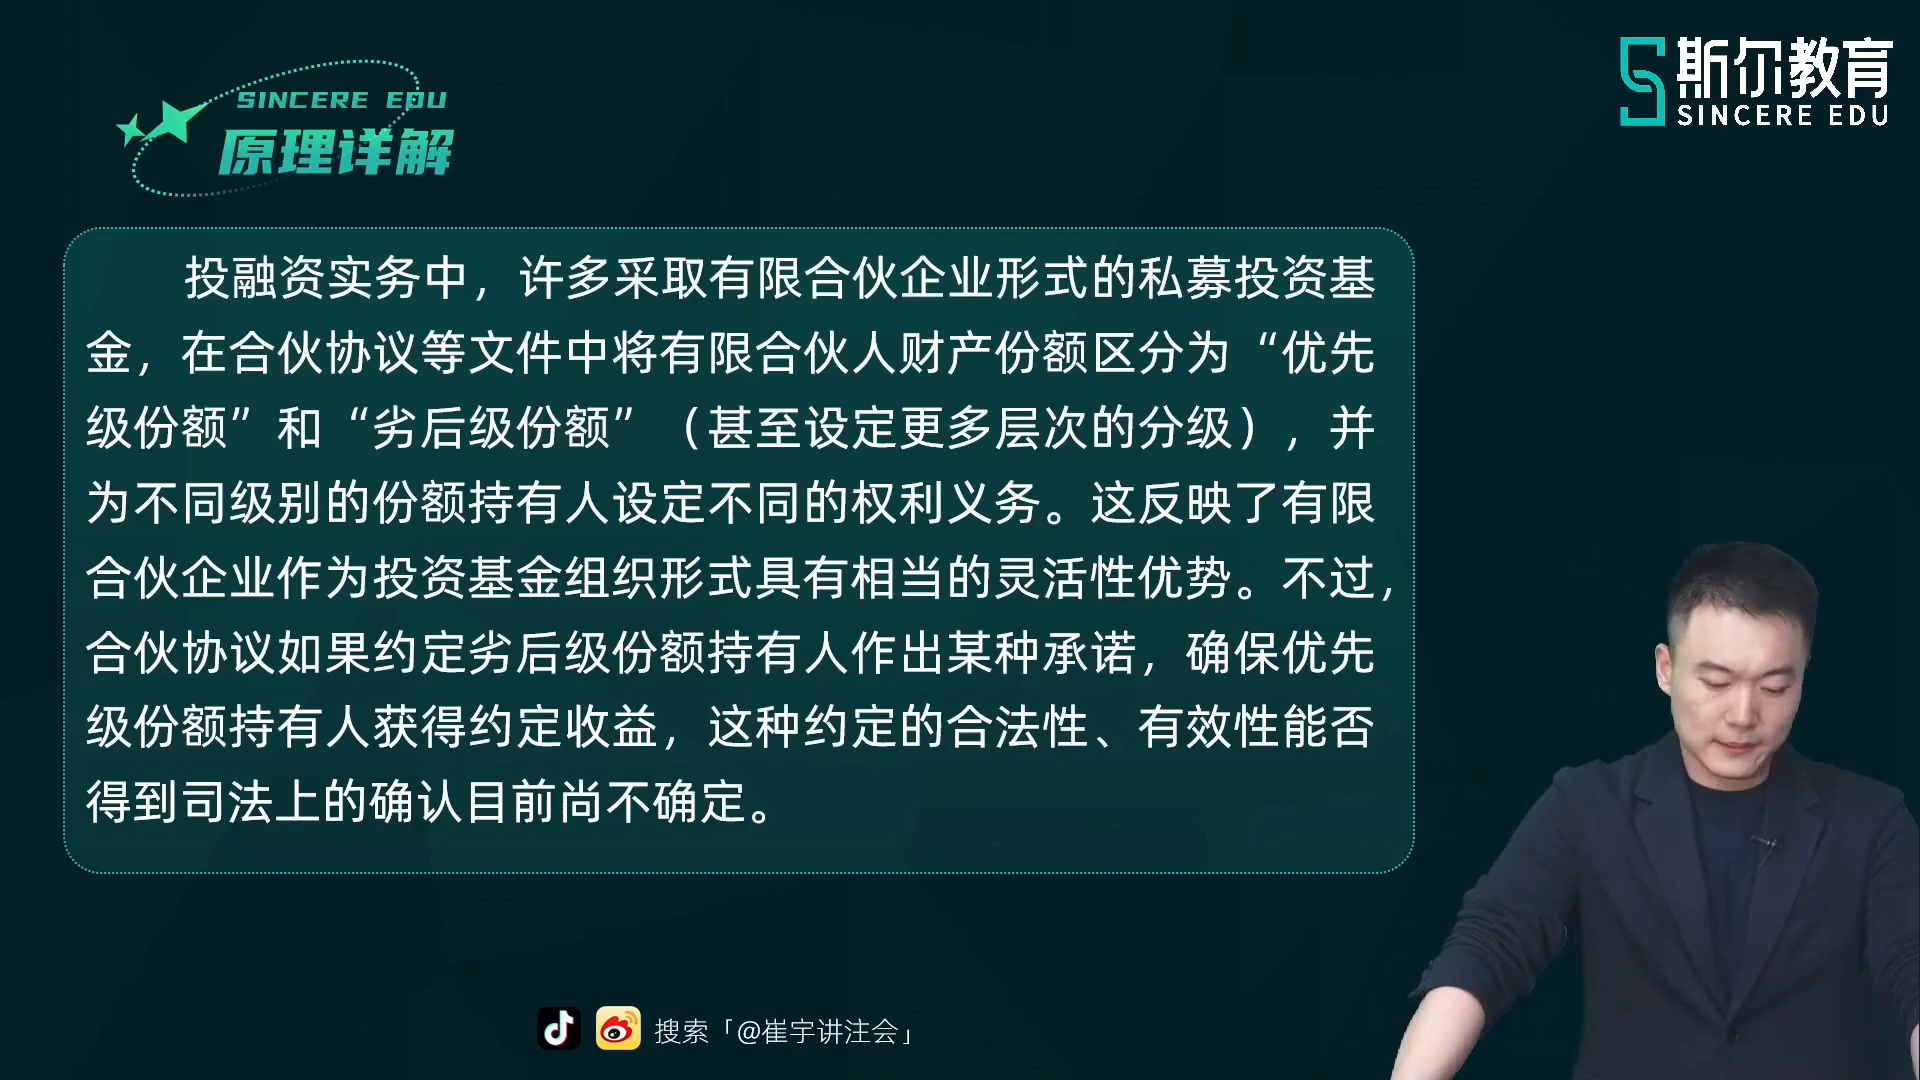 SINCERE EDU
原理详解
斯尔教育
SINCERE EDU
投融资实务中，许多采取有限合伙企业形式的私募投资基
金，在合伙协议等文件中将有限合伙人财产份额区分为“优先
级份额”和“劣后级份额”（甚至设定更多层次的分级），并
为不同级别的份额持有人设定不同的权利义务。这反映了有限
合伙企业作为投资基金组织形式具有相当的灵活性优势。不过，
合伙协议如果约定劣后级份额持有人作出某种承诺，确保优先
级份额持有人获得约定收益，这种约定的合法性、有效性能否
得到司法上的确认目前尚不确定。
搜索「@崔宇讲注会」